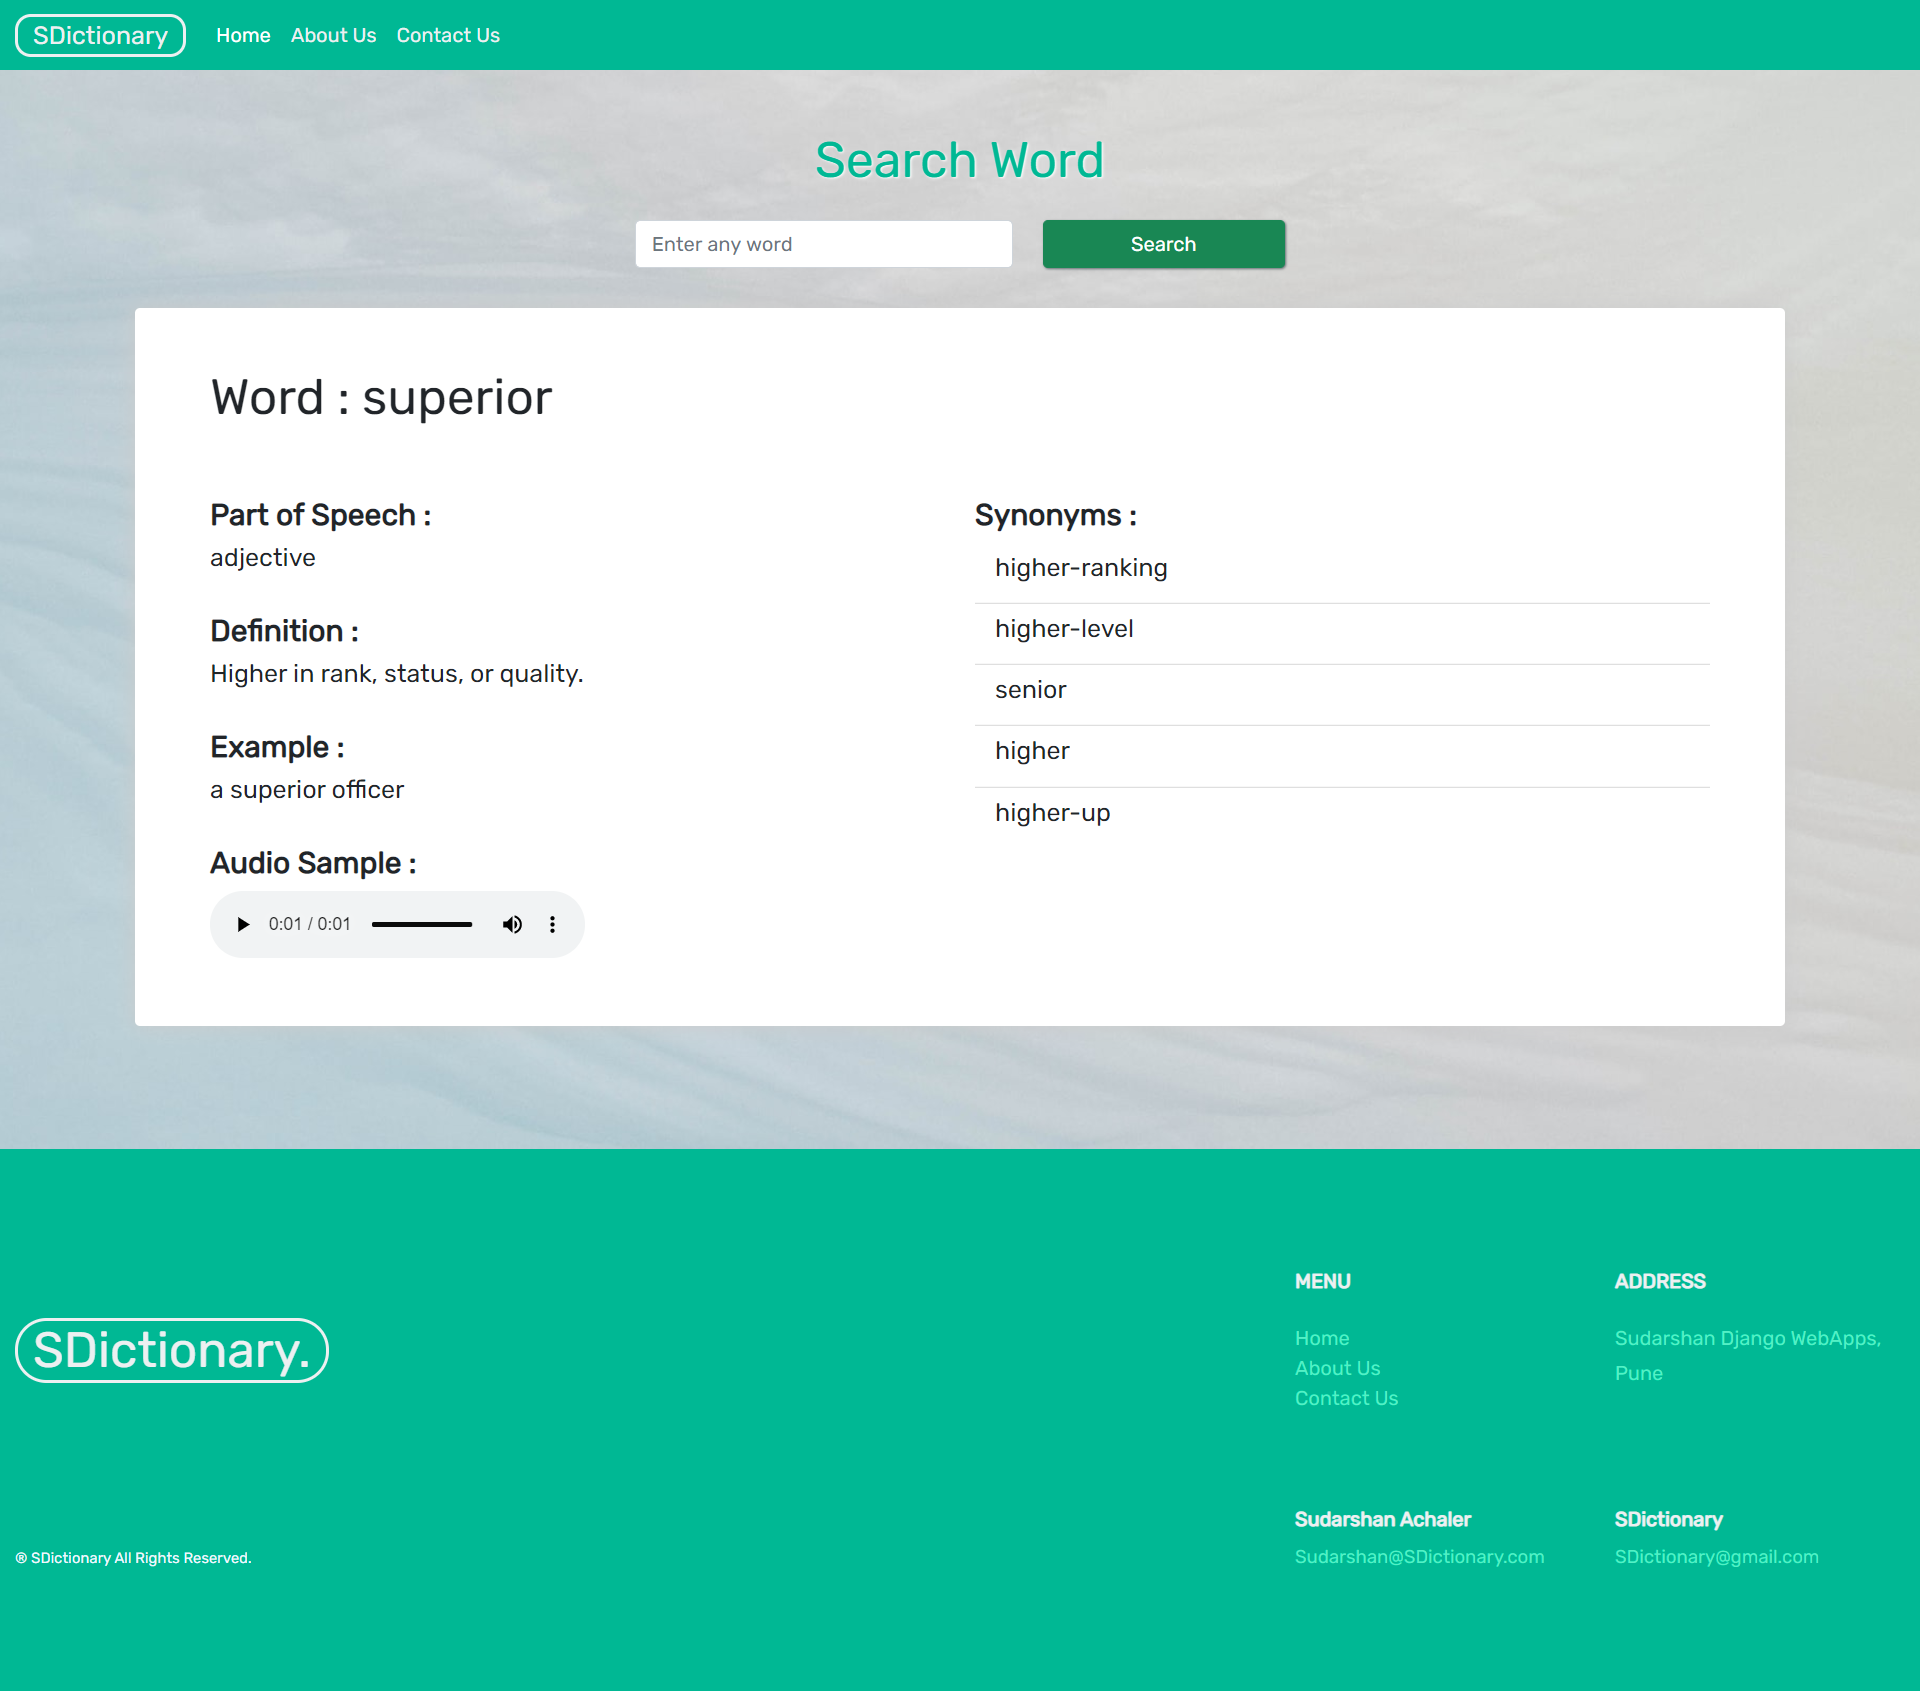 SDictionary Home About Us Contact Us
Search Word
Enter any word Search
Word : superior
Part of Speech :
adjective
Definition :
Higher in rank, status, or quality.
Example :
a superior officer
Audio Sample :
0:01 / 0:01
Synonyms :
higher-ranking
higher-level
senior
higher
higher-up
SDictionary.
MENU
Home
About Us
Contact Us
ADDRESS
Sudarshan Django WebApps,
Pune
® SDictionary All Rights Reserved.
Sudarshan Achaler
Sudarshan@SDictionary.com
SDictionary
SDictionary@gmail.com